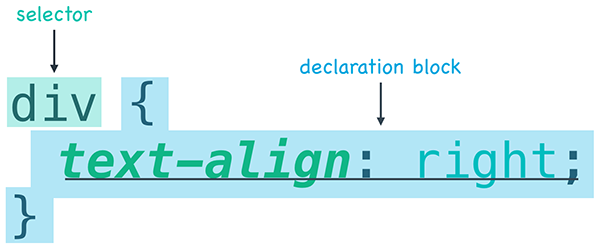 selector
declaration block
div {
text-align: right;
}